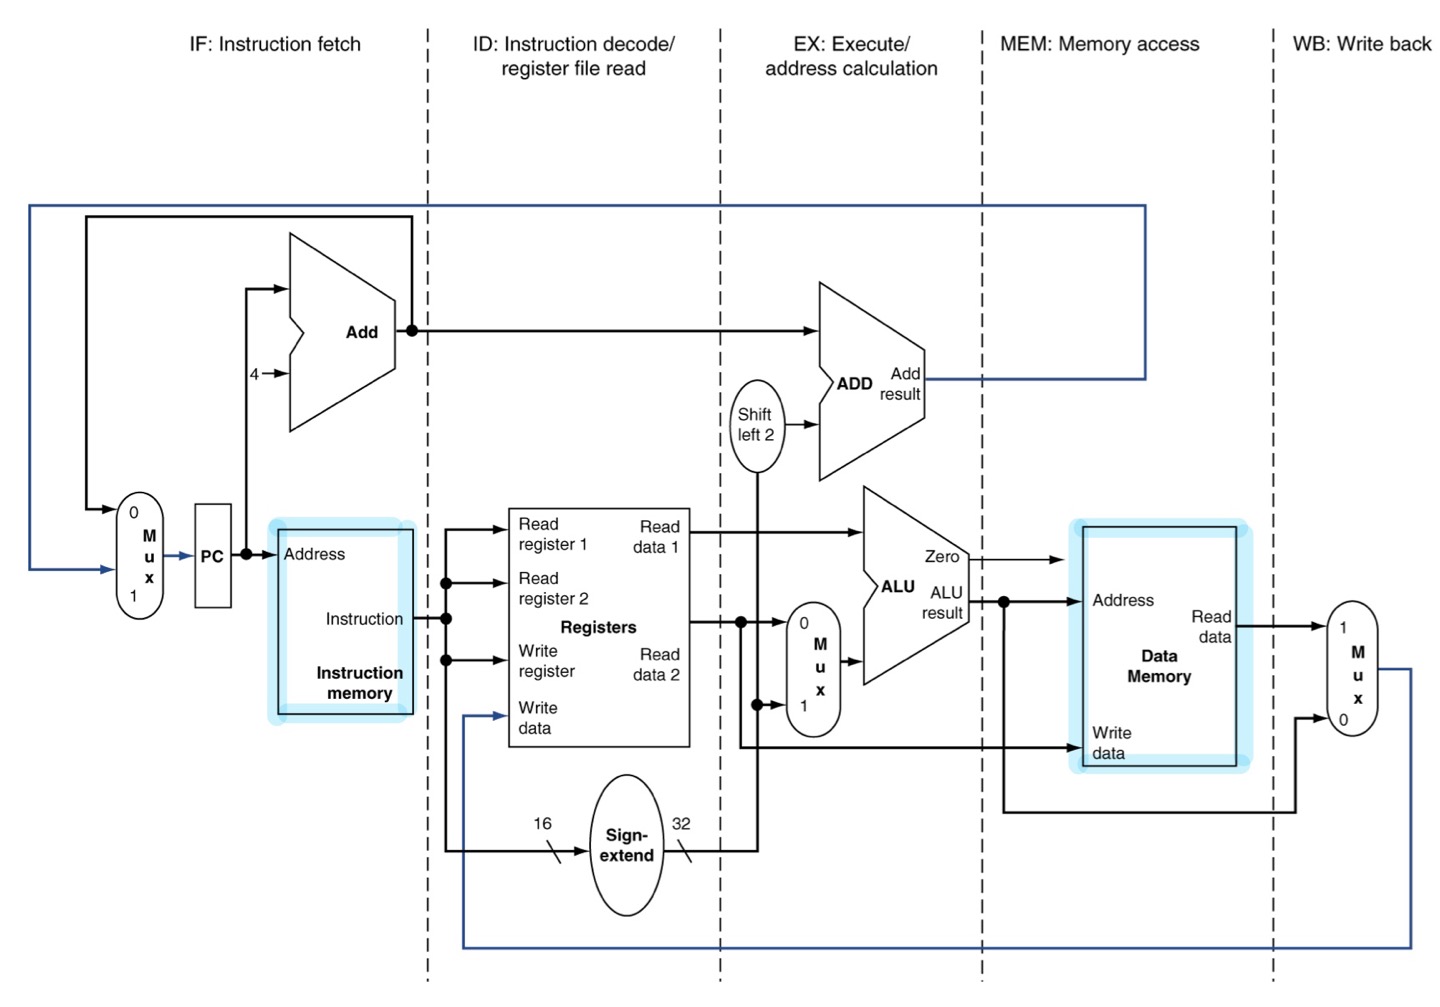 IF: Instruction fetch
ID: Instruction decode/
register file read
EX: Execute/
address calculation
MEM: Memory access
WB: Write back
Add
4
ADD
Add
result
Shift
left 2
0
M
u
x
1
PC
Address
Instruction
Instruction
memory
Read
register 1
Read
data 1
Read
register 2
Registers
Write
register
Read
data 2
Write
data
16
Sign-
extend
32
0
M
u
x
1
Zero
ALU
ALU
result
Address
Read
data
Data
Memory
Write
data
1
M
u
x
0